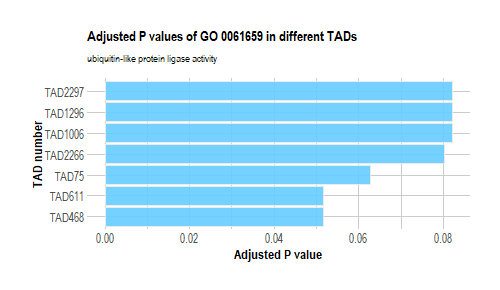 Adjusted P values of GO 0061659 in different TADs
ubiquitin-like protein ligase activity
TAD number
TAD2297
TAD1296
TAD1006
TAD2266
TAD75
TAD611
TAD468
0.00 0.02 0.04 0.06 0.08
Adjusted P value